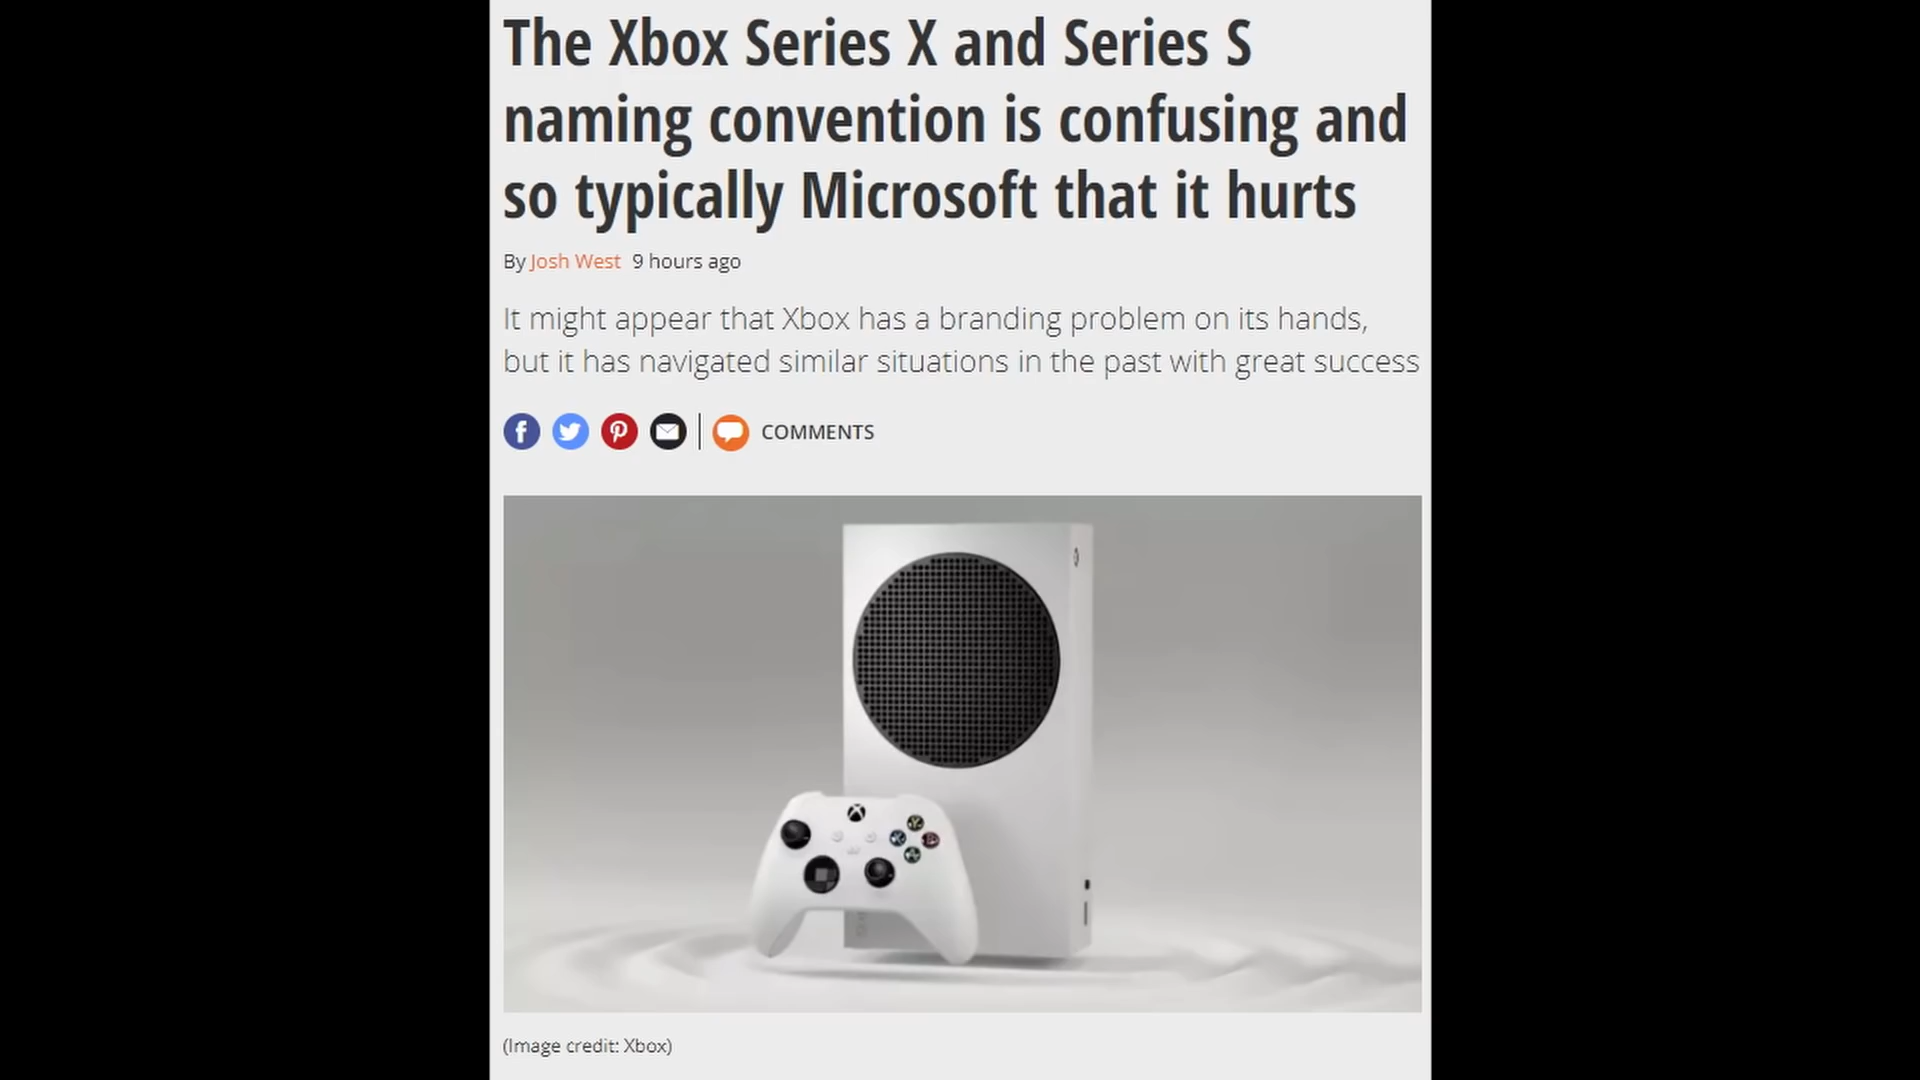 The Xbox Series X and Series S
naming convention is confusing and
so typically Microsoft that it hurts
By Josh West 9 hours ago
It might appear that Xbox has a branding problem on its hands,
but it has navigated similar situations in the past with great success
COMMENTS
(Image credit: Xbox)